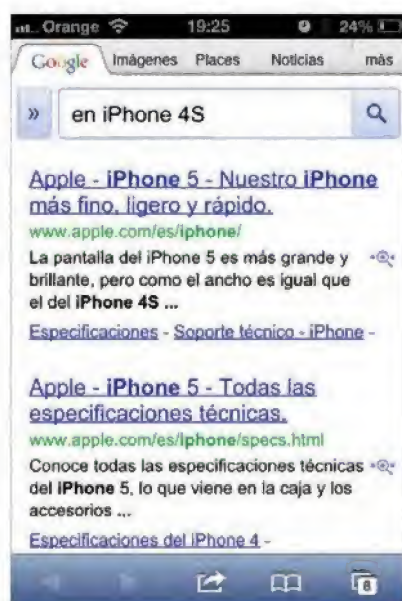 Orange 19:25 24%
Google Imágenes Places Noticias más
» en iPhone 4S
Apple - iPhone 5 - Nuestro iPhone
más fino, ligero y rápido.
www.apple.com/es/iphone/
La pantalla del iPhone 5 es más grande y
brillante, pero como el ancho es igual que
el del iPhone 4S ...
Especificaciones - Soporte técnico - iPhone -
Apple - iPhone 5 - Todas las
especificaciones técnicas.
www.apple.com/es/iphone/specs.html
Conoce todas las especificaciones técnicas
del iPhone 5, lo que viene en la caja y los
accesorios ...
Especificaciones del iPhone 4 -
8